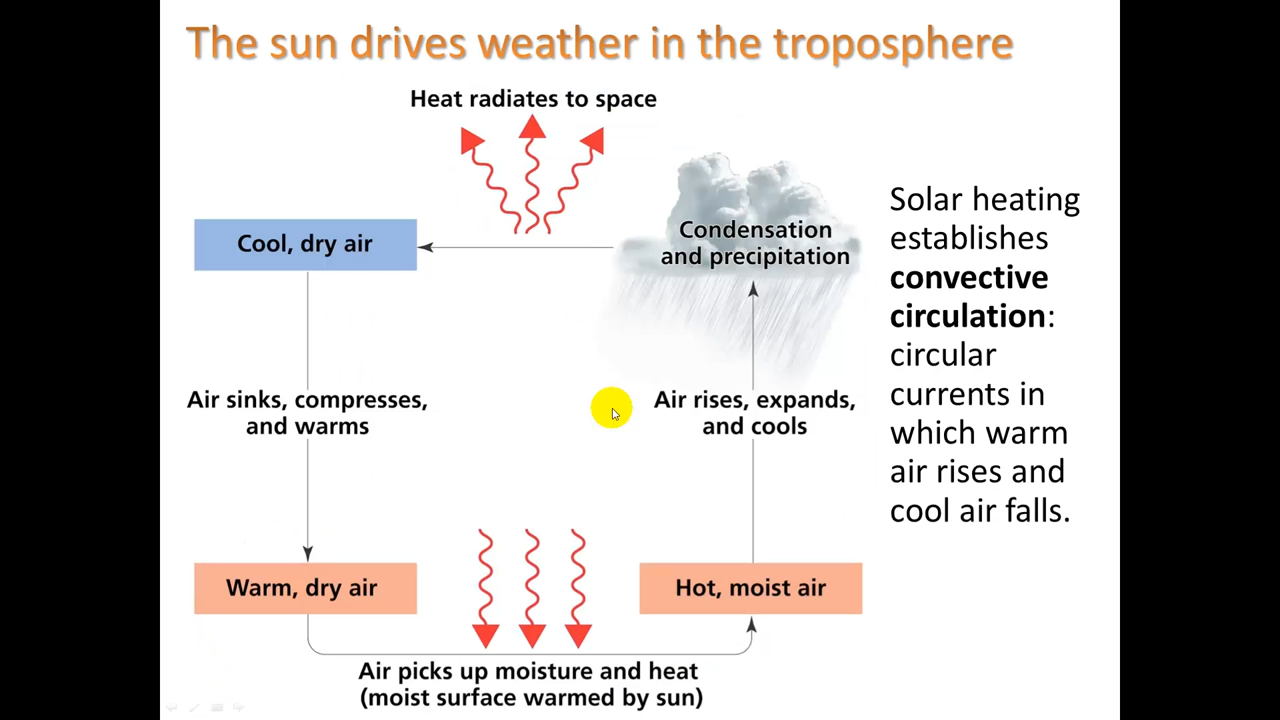 The sun drives weather in the troposphere
Heat radiates to space
Condensation
and precipitation
Cool, dry air
Air sinks, compresses,
and warms
Air rises, expands,
and cools
Warm, dry air
Hot, moist air
Air picks up moisture and heat
(moist surface warmed by sun)
Solar heating
establishes
convective
circulation:
circular
currents in
which warm
air rises and
cool air falls.